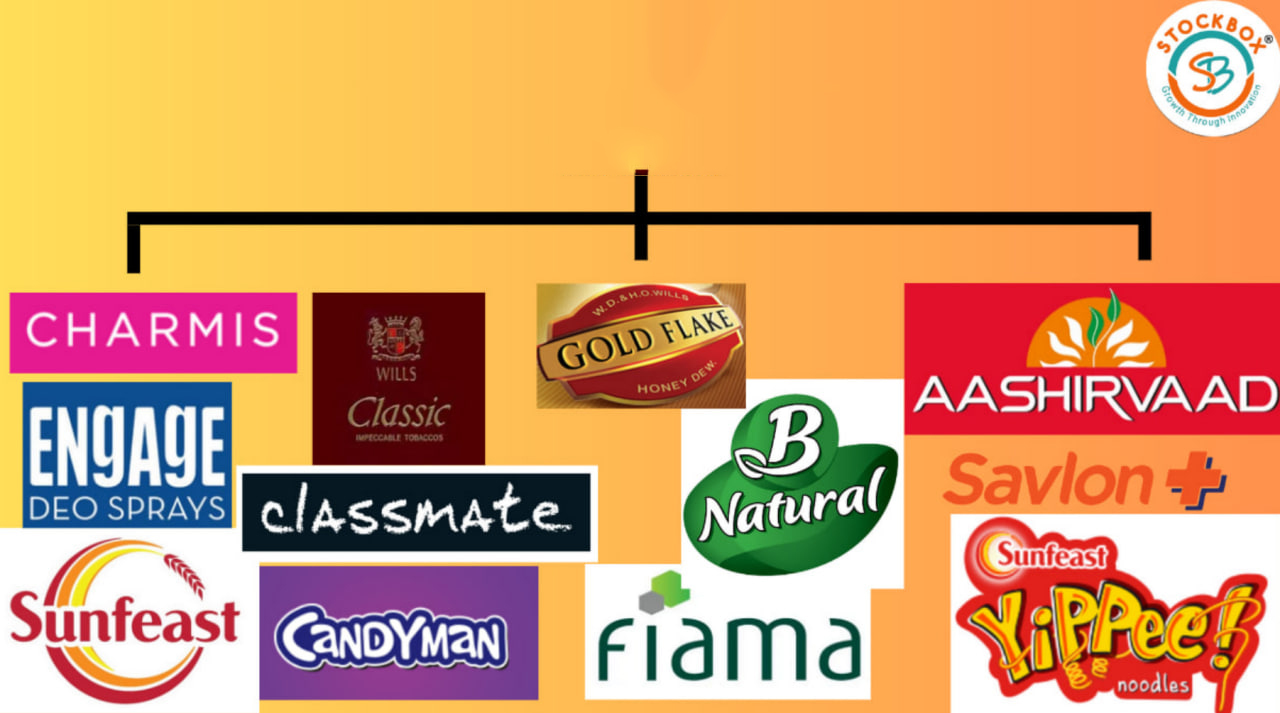 STOCKBOX®
SB
Growth Through Innovation
CHARMIS
ENgAgE
DEO SPRAYS
Sunfeast
WILLS
Classic
IMPECCABLE TOBACCOS
classmate
CANDYMAN
W.D.&H.O.WILLS
GOLD FLAKE
HONEY DEW.
B
Natural
fiama
AASHIRVAAD
Savlon
Sunfeast
YiPPee!
noodles